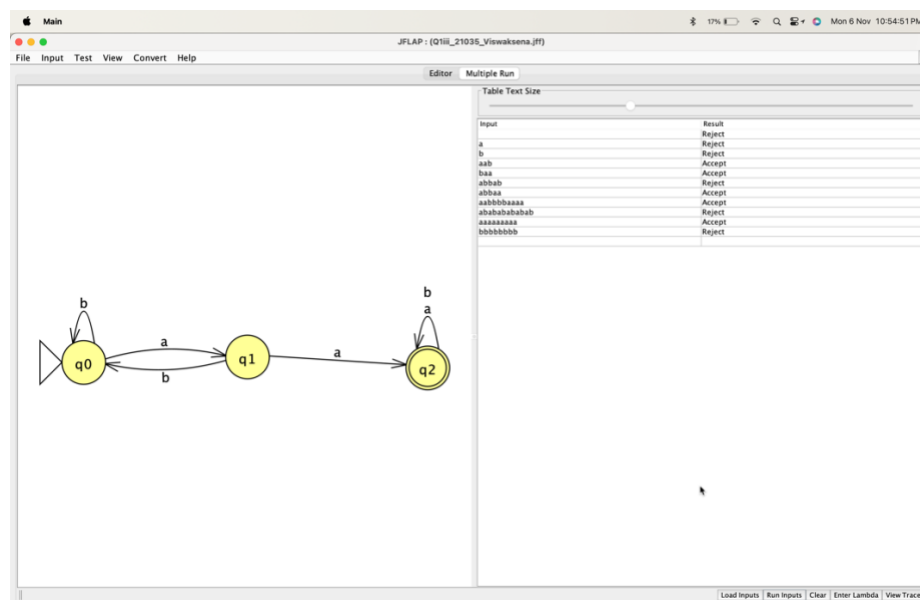 Main 17% Mon 6 Nov 10:54:51 PM
JFLAP : (Q1iii_21035_Viswaksena.jff)
File Input Test View Convert Help
Editor Multiple Run
Table Text Size
Input Result
Reject
a Reject
b Reject
aab Accept
baa Accept
abbab Reject
abbaa Accept
aabbbbaaaa Accept
abababababab Reject
aaaaaaaaa Accept
bbbbbbbbb Reject
b b
a a
q0 q1 a q2
b
Load Inputs Run Inputs Clear Enter Lambda View Trace